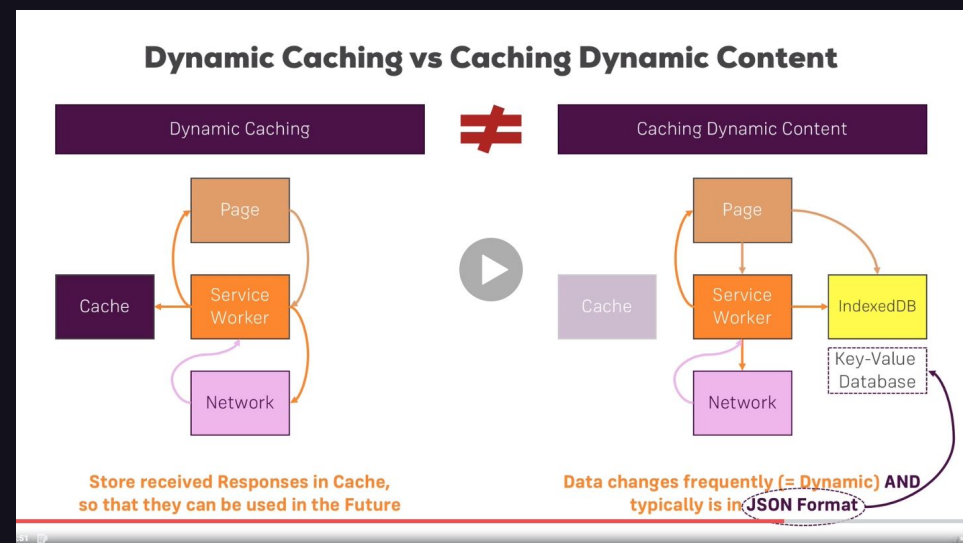 Dynamic Caching vs Caching Dynamic Content
Dynamic Caching
Caching Dynamic Content
Page
Cache
Service
Worker
Network
Store received Responses in Cache,
so that they can be used in the Future
Page
Cache
Service
Worker
IndexedDB
Key-Value
Database
Network
Data changes frequently (= Dynamic) AND
typically is in JSON Format
:51